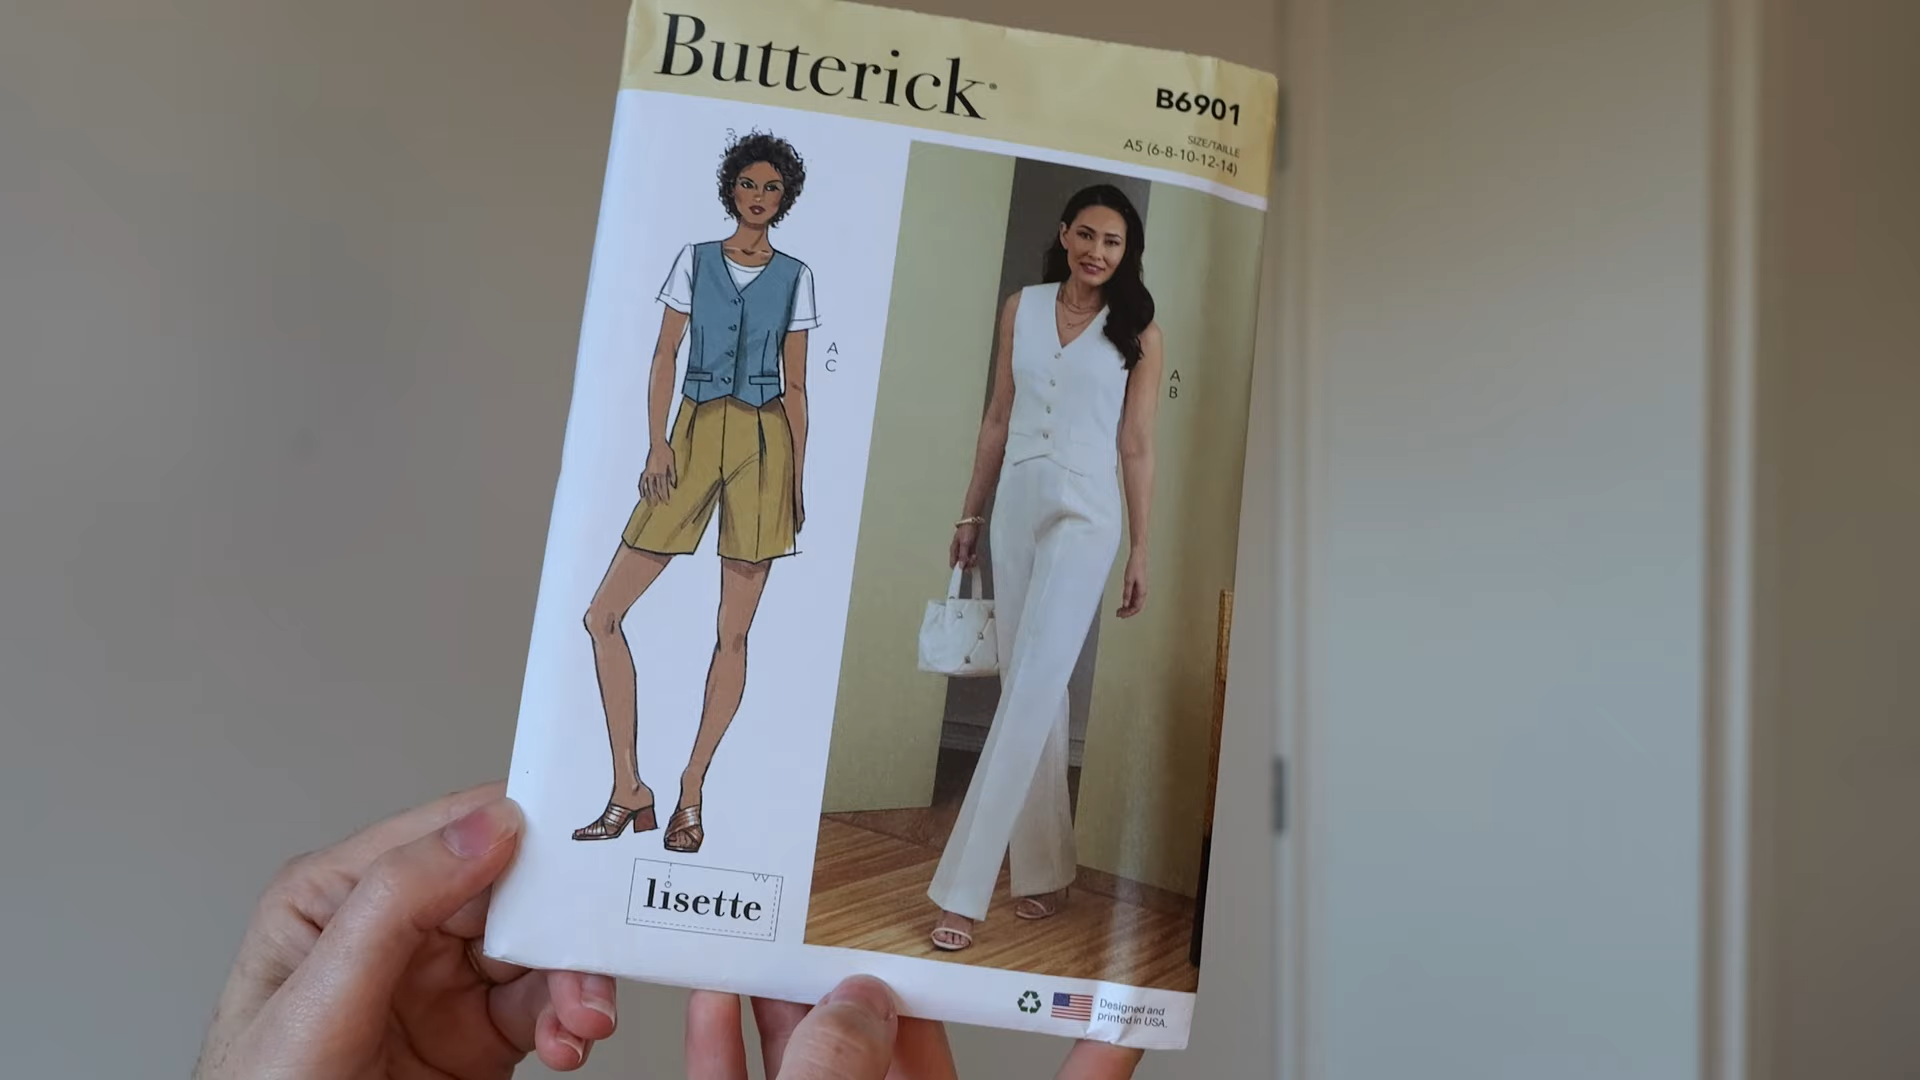 Butterick®
B6901
SIZE/TAILLE
A5 (6-8-10-12-14)
A
C
A
B
lisette
Designed and
printed in USA.